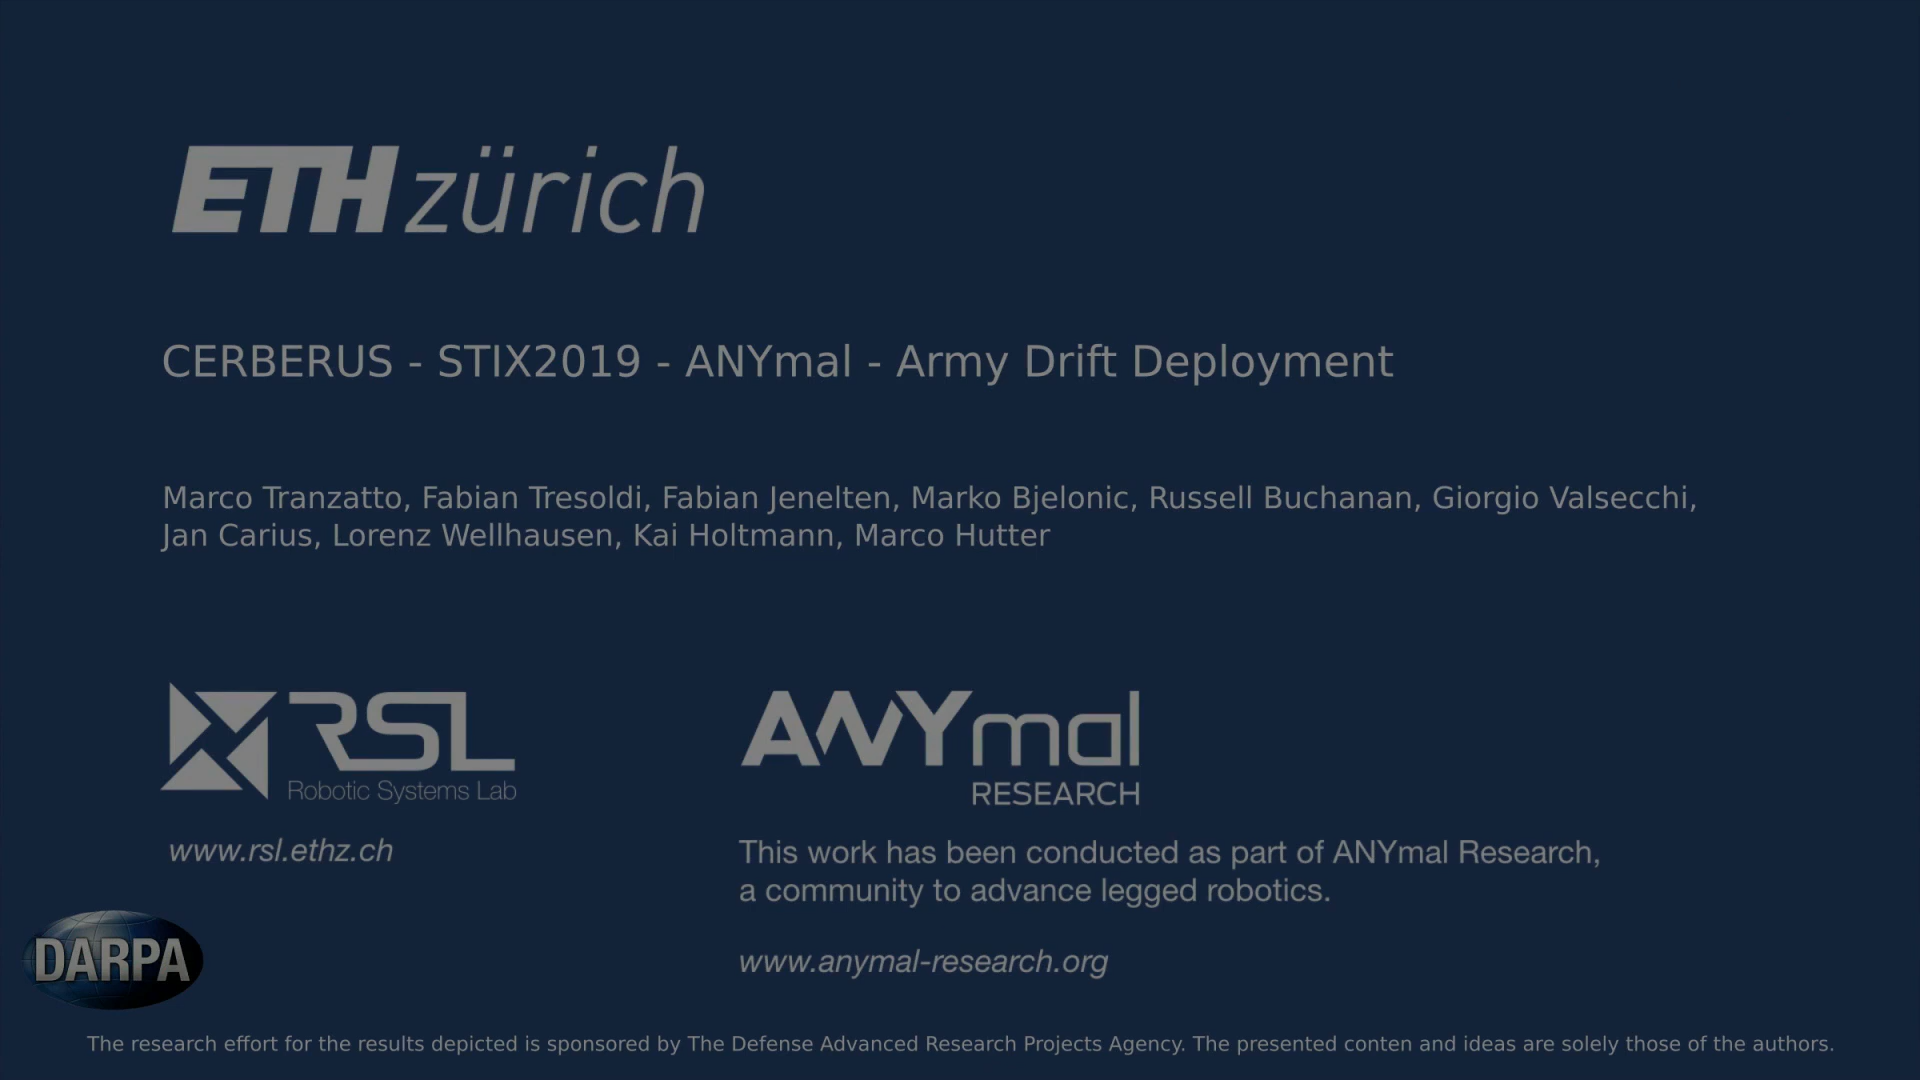 ETH zürich
CERBERUS - STIX2019 - ANYmal - Army Drift Deployment
Marco Tranzatto, Fabian Tresoldi, Fabian Jenelten, Marko Bjelonic, Russell Buchanan, Giorgio Valsecchi,
Jan Carius, Lorenz Wellhausen, Kai Holtmann, Marco Hutter
RSL
Robotic Systems Lab
www.rsl.ethz.ch
ANYmal
RESEARCH
This work has been conducted as part of ANYmal Research,
a community to advance legged robotics.
www.anymal-research.org
DARPA
The research effort for the results depicted is sponsored by The Defense Advanced Research Projects Agency. The presented conten and ideas are solely those of the authors.